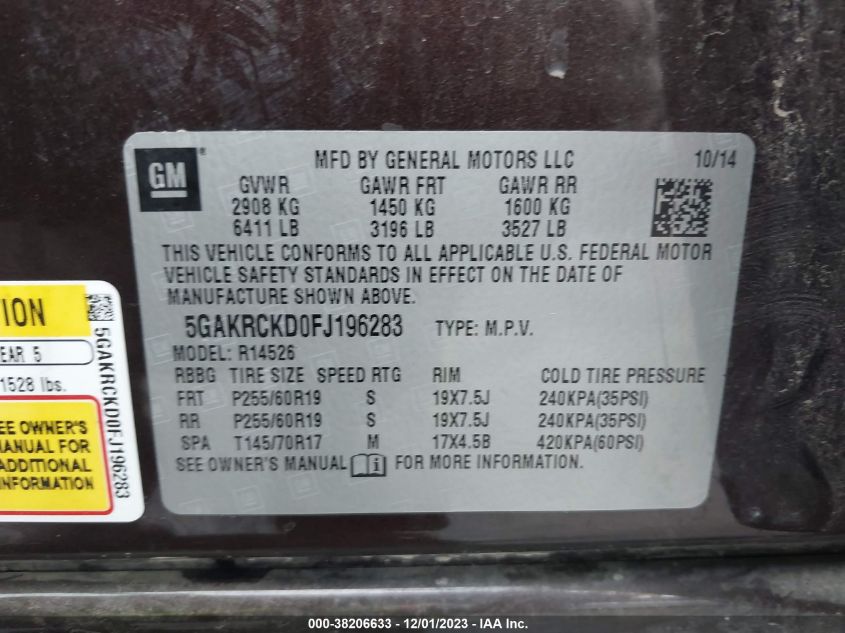 GM ®
MFD BY GENERAL MOTORS LLC 10/14
GVWR GAWR FRT GAWR RR
2908 KG 1450 KG 1600 KG
6411 LB 3196 LB 3527 LB
THIS VEHICLE CONFORMS TO ALL APPLICABLE U.S. FEDERAL MOTOR
VEHICLE SAFETY STANDARDS IN EFFECT ON THE DATE OF
MANUFACTURE SHOWN ABOVE.
5GAKRCKD0FJ196283 TYPE: M.P.V.
MODEL: R14526
RBBG TIRE SIZE SPEED RTG RIM COLD TIRE PRESSURE
FRT P255/60R19 S 19X7.5J 240KPA(35PSI)
RR P255/60R19 S 19X7.5J 240KPA(35PSI)
SPA T145/70R17 M 17X4.5B 420KPA(60PSI)
SEE OWNER'S MANUAL FOR MORE INFORMATION.
TION
EAR 5
1528 lbs.
EE OWNER'S
MANUAL FOR
ADDITIONAL
NFORMATION
5GAKRCKD0FJ196283
000-38206633 - 12/01/2023 - IAA Inc.